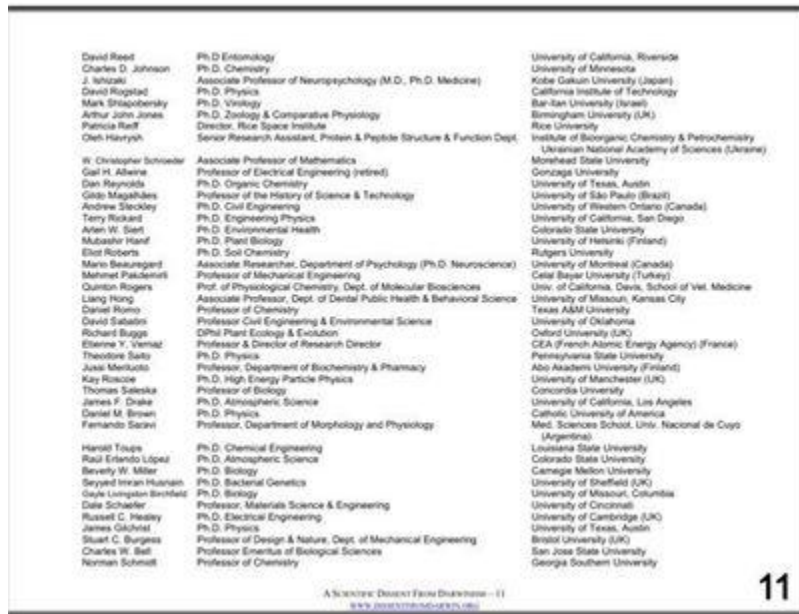 David Reed Ph.D Entomology University of California, Riverside
Charles D. Johnson Ph.D. Chemistry University of Minnesota
J. Ishizaki Associate Professor of Neuropsychology (M.D., Ph.D. Medicine) Kobe Gakuin University (Japan)
David Rogstad Ph.D. Physics California Institute of Technology
Mark Shlapobersky Ph.D. Virology Bar-Ilan University (Israel)
Arthur John Jones Ph.D. Zoology & Comparative Physiology Birmingham University (UK)
Patricia Reiff Director, Rice Space Institute Rice University
Oleh Havrysh Senior Research Assistant, Protein & Peptide Structure & Function Dept. Institute of Bioorganic Chemistry & Petrochemistry
Ukrainian National Academy of Sciences (Ukraine)
W. Christopher Schroeder Associate Professor of Mathematics Morehead State University
Gail H. Allwine Professor of Electrical Engineering (retired) Gonzaga University
Dan Reynolds Ph.D. Organic Chemistry University of Texas, Austin
Gildo Magalhães Professor of the History of Science & Technology University of São Paulo (Brazil)
Andrew Steckley Ph.D. Civil Engineering University of Western Ontario (Canada)
Terry Rickard Ph.D. Engineering Physics University of California, San Diego
Arlen W. Siert Ph.D. Environmental Health Colorado State University
Mubashir Hanif Ph.D. Plant Biology University of Helsinki (Finland)
Eliot Roberts Ph.D. Soil Chemistry Rutgers University
Mario Beauregard Associate Researcher, Department of Psychology (Ph.D. Neuroscience) University of Montreal (Canada)
Mehmet Pakdemirli Professor of Mechanical Engineering Celal Bayer University (Turkey)
Quinton Rogers Prof. of Physiological Chemistry, Dept. of Molecular Biosciences Univ. of California, Davis, School of Vet. Medicine
Liang Hong Associate Professor, Dept. of Dental Public Health & Behavioral Science University of Missouri, Kansas City
Daniel Romo Professor of Chemistry Texas A&M University
David Sabatini Professor Civil Engineering & Environmental Science University of Oklahoma
Richard Buggs DPhil Plant Ecology & Evolution Oxford University (UK)
Etienne Y. Vernaz Professor & Director of Research Director CEA (French Atomic Energy Agency) (France)
Theodore Saito Ph.D. Physics Pennsylvania State University
Jussi Meriluoto Professor, Department of Biochemistry & Pharmacy Abo Akademi University (Finland)
Kay Roscoe Ph.D. High Energy Particle Physics University of Manchester (UK)
Thomas Saleska Professor of Biology Concordia University
James F. Drake Ph.D. Atmospheric Science University of California, Los Angeles
Daniel M. Brown Ph.D. Physics Catholic University of America
Fernando Saravi Professor, Department of Morphology and Physiology Med. Sciences School, Univ. Nacional de Cuyo
(Argentina)
Harold Toups Ph.D. Chemical Engineering Louisiana State University
Raúl Erlando López Ph.D. Atmospheric Science Colorado State University
Beverly W. Miller Ph.D. Biology Carnegie Mellon University
Seyyed Imran Husnain Ph.D. Bacterial Genetics University of Sheffield (UK)
Gayle Livingston Birchfield Ph.D. Biology University of Missouri, Columbia
Dale Schaefer Professor, Materials Science & Engineering University of Cincinnati
Russell C. Healey Ph.D. Electrical Engineering University of Cambridge (UK)
James Gilchrist Ph.D. Physics University of Texas, Austin
Stuart C. Burgess Professor of Design & Nature, Dept. of Mechanical Engineering Bristol University (UK)
Charles W. Bell Professor Emeritus of Biological Sciences San Jose State University
Norman Schmidt Professor of Chemistry Georgia Southern University
A SCIENTIFIC DISSENT FROM DARWINISM – 11
WWW.DISSENTFROMDARWIN.ORG
11